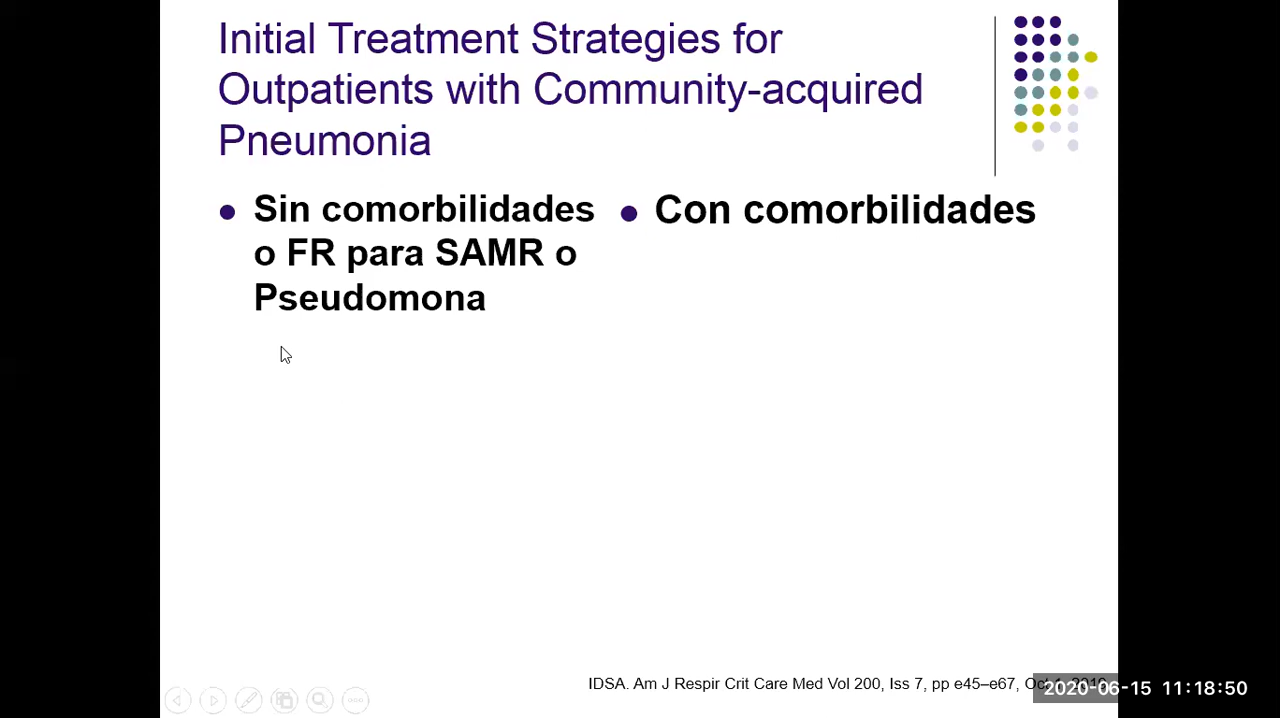 Initial Treatment Strategies for
Outpatients with Community-acquired
Pneumonia
Sin comorbilidades
o FR para SAMR o
Pseudomona
Con comorbilidades
IDSA. Am J Respir Crit Care Med Vol 200, Iss 7, pp e45–e67,
2020-06-15 11:18:50